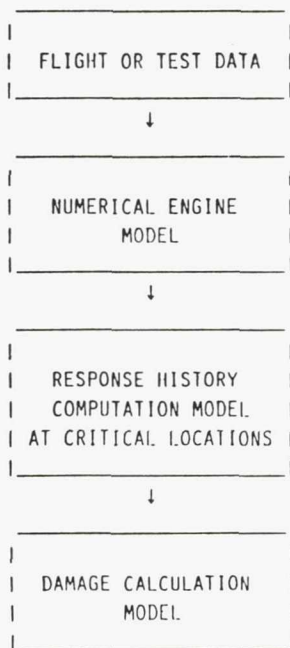 FLIGHT OR TEST DATA
↓
NUMERICAL ENGINE
MODEL
↓
RESPONSE HISTORY
COMPUTATION MODEL
AT CRITICAL LOCATIONS
↓
DAMAGE CALCULATION
MODEL